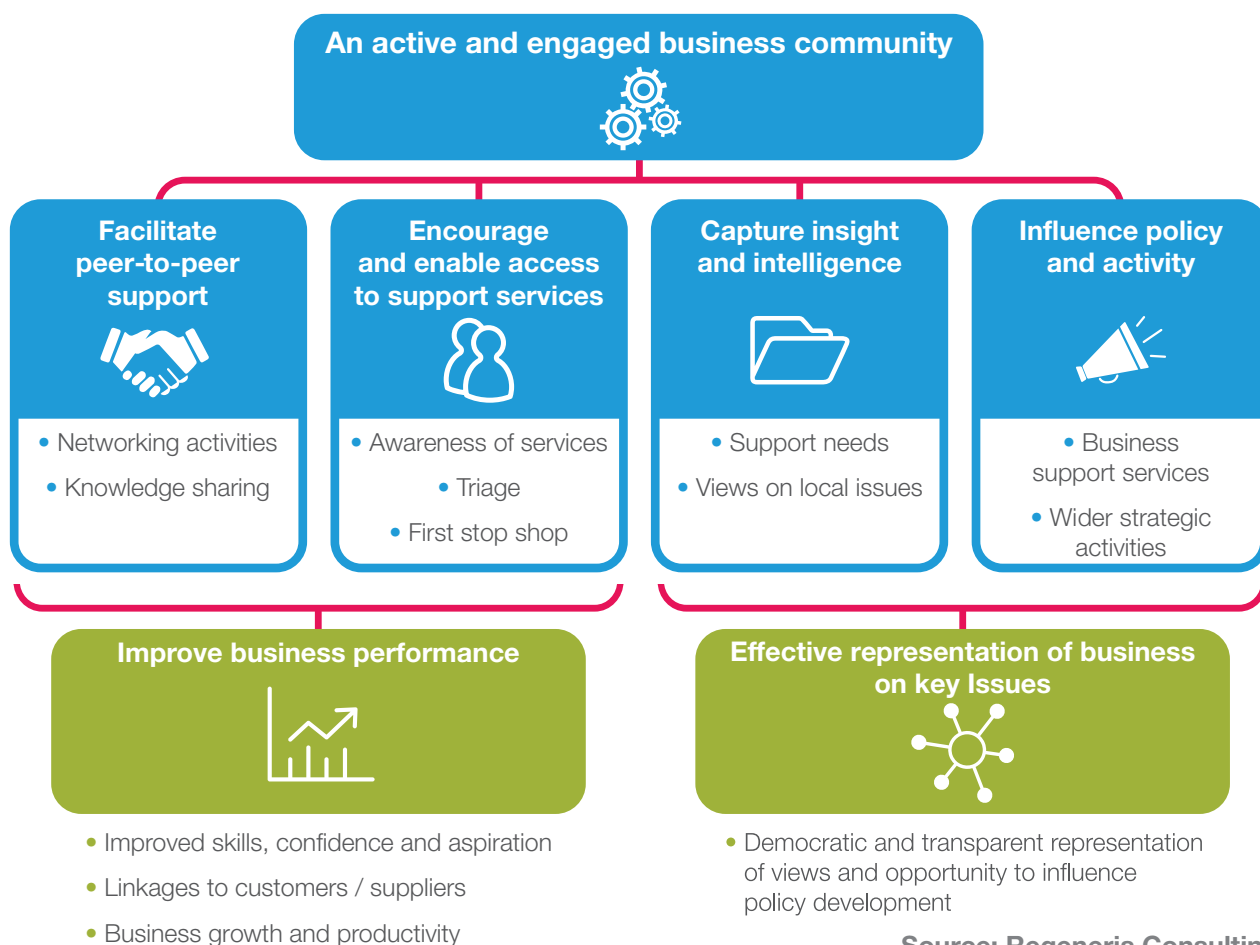 An active and engaged business community
Facilitate
peer-to-peer
support
• Networking activities
• Knowledge sharing
Encourage
and enable access
to support services
• Awareness of services
• Triage
• First stop shop
Capture insight
and intelligence
• Support needs
• Views on local issues
Influence policy
and activity
• Business
support services
• Wider strategic
activities
Improve business performance
• Improved skills, confidence and aspiration
• Linkages to customers / suppliers
• Business growth and productivity
Effective representation of business
on key Issues
• Democratic and transparent representation
of views and opportunity to influence
policy development
Source: Regeneris